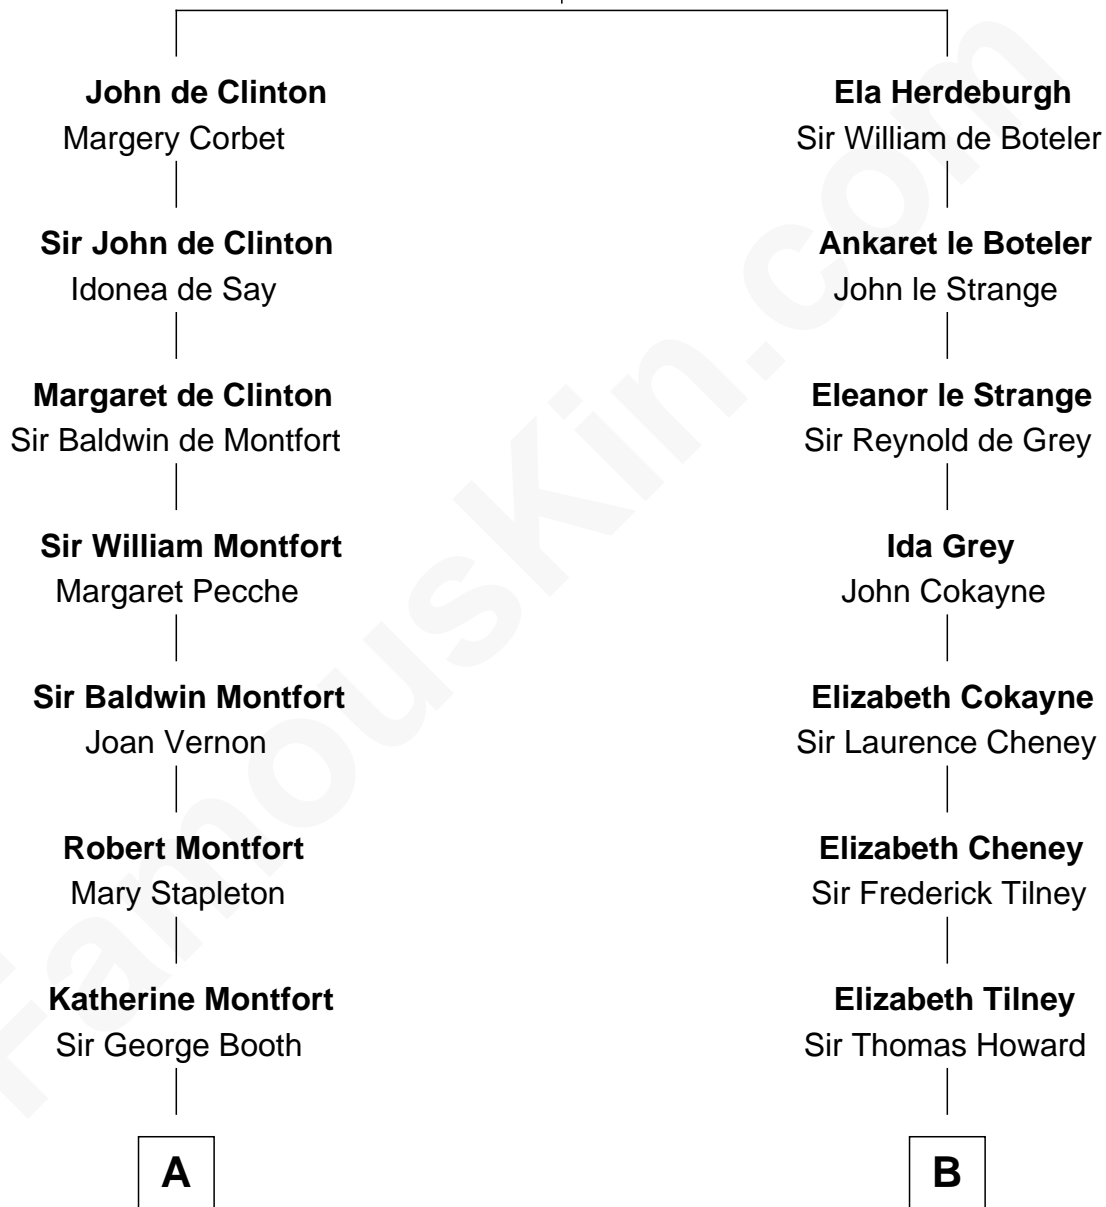 John de Clinton
Margery Corbet
Sir John de Clinton
Idonea de Say
Margaret de Clinton
Sir Baldwin de Montfort
Sir William Montfort
Margaret Pecche
Sir Baldwin Montfort
Joan Vernon
Robert Montfort
Mary Stapleton
Katherine Montfort
Sir George Booth
A
Ela Herdeburgh
Sir William de Boteler
Ankaret le Boteler
John le Strange
Eleanor le Strange
Sir Reynold de Grey
Ida Grey
John Cokayne
Elizabeth Cokayne
Sir Laurence Cheney
Elizabeth Cheney
Sir Frederick Tilney
Elizabeth Tilney
Sir Thomas Howard
B
FamousKin.com